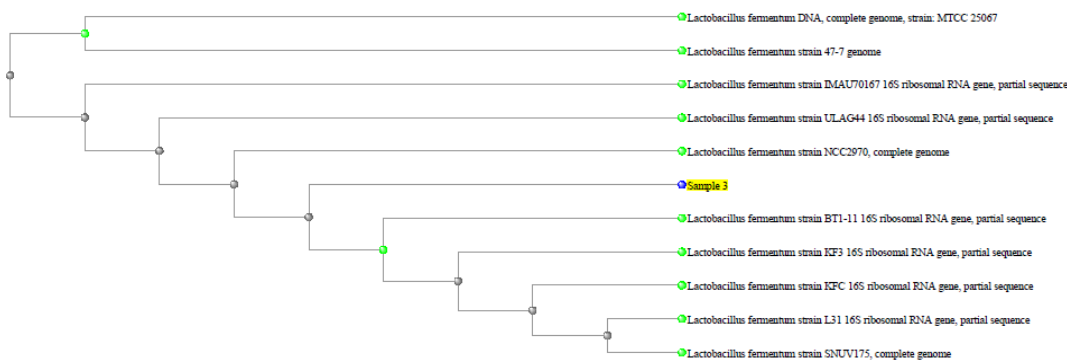 Lactobacillus fermentum DNA, complete genome, strain: MTCC 25067
Lactobacillus fermentum strain 47-7 genome
Lactobacillus fermentum strain IMAU70167 16S ribosomal RNA gene, partial sequence
Lactobacillus fermentum strain ULAG44 16S ribosomal RNA gene, partial sequence
Lactobacillus fermentum strain NCC2970, complete genome
Sample 3
Lactobacillus fermentum strain BT1-11 16S ribosomal RNA gene, partial sequence
Lactobacillus fermentum strain KF3 16S ribosomal RNA gene, partial sequence
Lactobacillus fermentum strain KFC 16S ribosomal RNA gene, partial sequence
Lactobacillus fermentum strain L31 16S ribosomal RNA gene, partial sequence
Lactobacillus fermentum strain SNUV175, complete genome